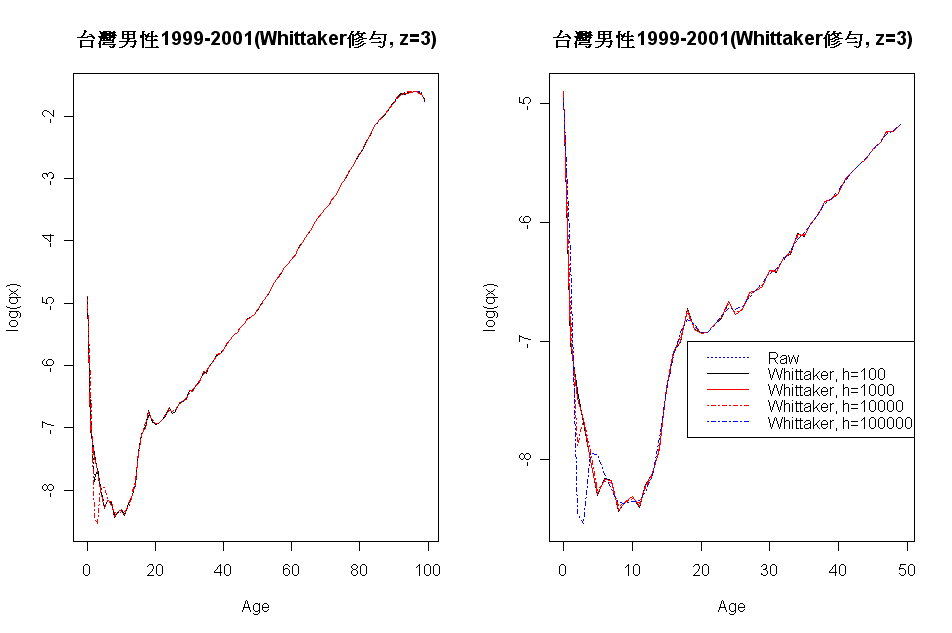 台灣男性1999-2001(Whittaker修勻, z=3)
log(qx)
-2
-3
-4
-5
-6
-7
-8
0 20 40 60 80 100
Age
台灣男性1999-2001(Whittaker修勻, z=3)
log(qx)
-5
-6
-7
-8
Raw
Whittaker, h=100
Whittaker, h=1000
Whittaker, h=10000
Whittaker, h=100000
0 10 20 30 40 50
Age